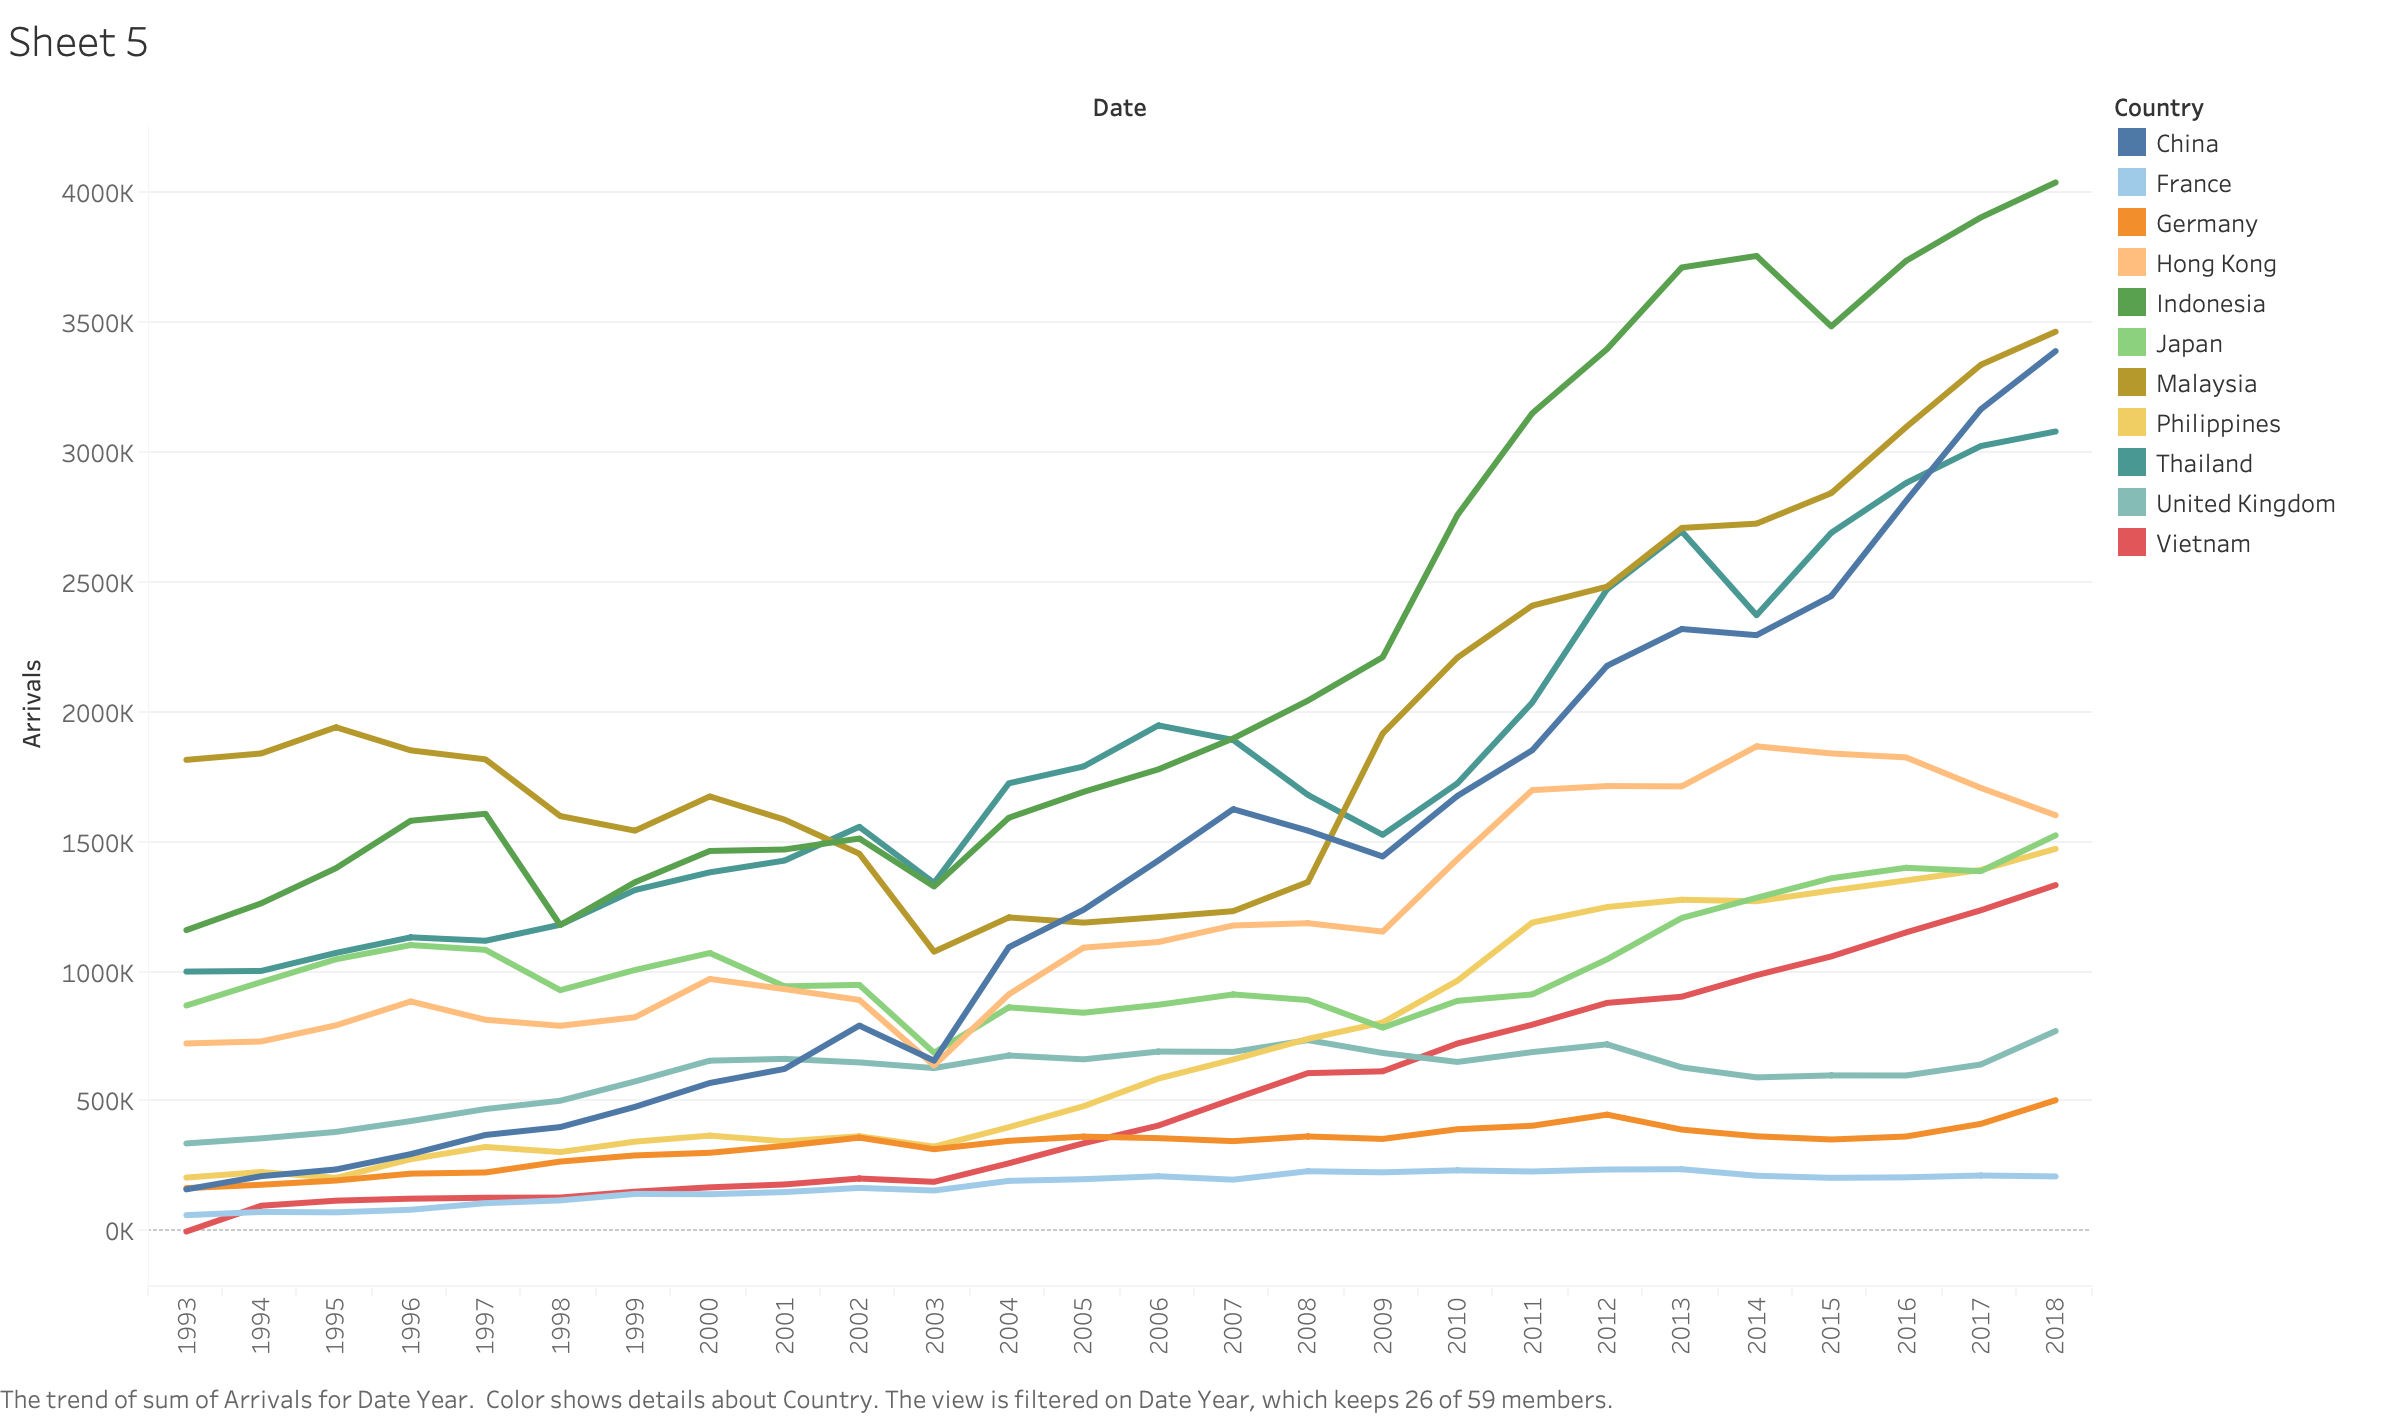 Sheet 5
Date
Country
China
France
Germany
Hong Kong
Indonesia
Japan
Malaysia
Philippines
Thailand
United Kingdom
Vietnam
Arrivals
4000K
3500K
3000K
2500K
2000K
1500K
1000K
500K
0K
1993 1994 1995 1996 1997 1998 1999 2000 2001 2002 2003 2004 2005 2006 2007 2008 2009 2010 2011 2012 2013 2014 2015 2016 2017 2018
The trend of sum of Arrivals for Date Year. Color shows details about Country. The view is filtered on Date Year, which keeps 26 of 59 members.